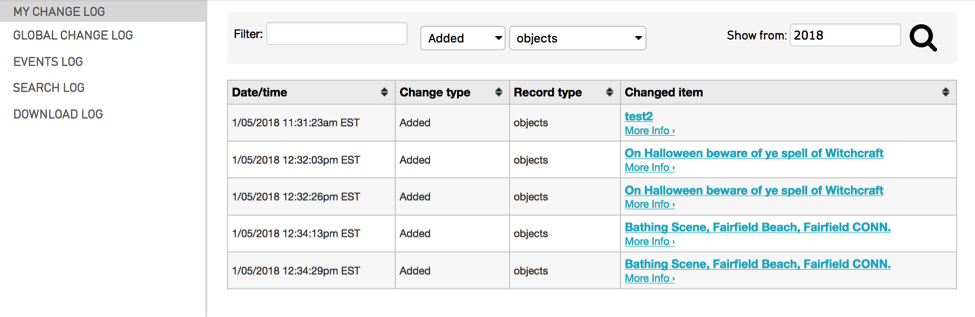 MY CHANGE LOG
GLOBAL CHANGE LOG
EVENTS LOG
SEARCH LOG
DOWNLOAD LOG
Filter: Added objects Show from: 2018
Date/time Change type Record type Changed item
1/05/2018 11:31:23am EST Added objects test2
More Info ›
1/05/2018 12:32:03pm EST Added objects On Halloween beware of ye spell of Witchcraft
More Info ›
1/05/2018 12:32:26pm EST Added objects On Halloween beware of ye spell of Witchcraft
More Info ›
1/05/2018 12:34:13pm EST Added objects Bathing Scene, Fairfield Beach, Fairfield CONN.
More Info ›
1/05/2018 12:34:29pm EST Added objects Bathing Scene, Fairfield Beach, Fairfield CONN.
More Info ›